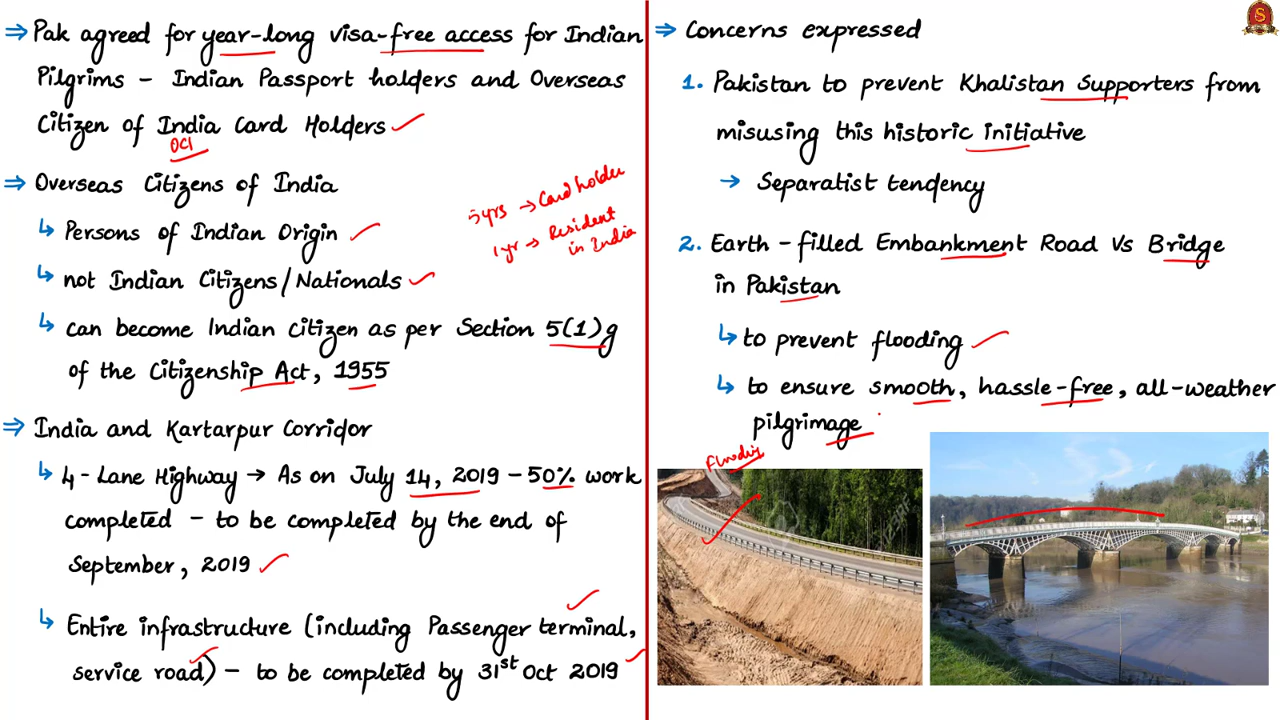 ⇒ Pak agreed for year-long visa-free access for Indian
Pilgrims – Indian Passport holders and Overseas
Citizen of India Card Holders
OCI
⇒ Overseas Citizens of India
↳ Persons of Indian Origin
↳ not Indian Citizens/Nationals
↳ can become Indian Citizen as per Section 5(1)g
of the Citizenship Act, 1955
5yrs → Card holder
1yr → Resident
in India
⇒ India and Kartarpur Corridor
↳ 4-Lane Highway → As on July 14, 2019 – 50% work
completed – to be completed by the end of
September, 2019
↳ Entire infrastructure (including Passenger terminal,
service road) – to be completed by 31st Oct 2019
⇒ Concerns expressed
1. Pakistan to prevent Khalistan Supporters from
misusing this historic initiative
→ Separatist tendency
2. Earth-filled Embankment Road Vs Bridge
in Pakistan
↳ to prevent flooding
↳ to ensure smooth, hassle-free, all-weather
pilgrimage
Flooding
S